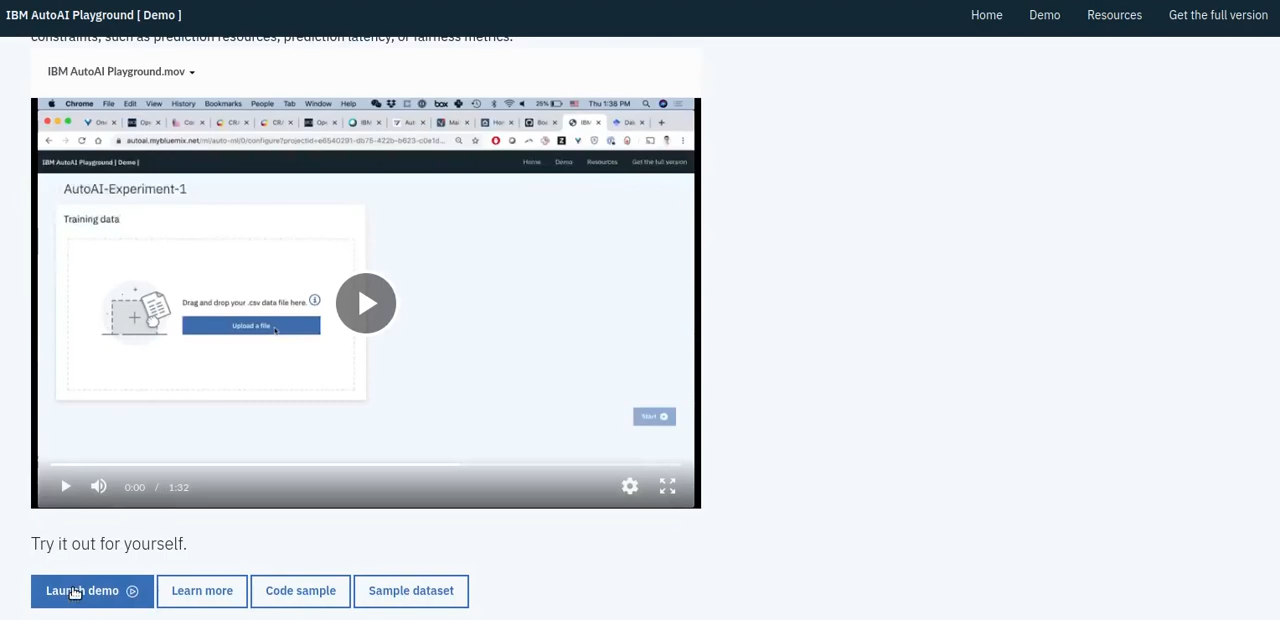 IBM AutoAI Playground [ Demo ]
Home Demo Resources Get the full version
constraints, such as prediction resources, prediction latency, or fairness metrics.
IBM AutoAI Playground.mov
Chrome File Edit View History Bookmarks People Tab Window Help box 26% Thu 1:38 PM
IBM AutoAI Playground [ Demo ] Home Demo Resources Get the full version
AutoAI-Experiment-1
Training data
Drag and drop your .csv data file here.
Upload a file
Start
0:00 / 1:32
Try it out for yourself.
Launch demo Learn more Code sample Sample dataset